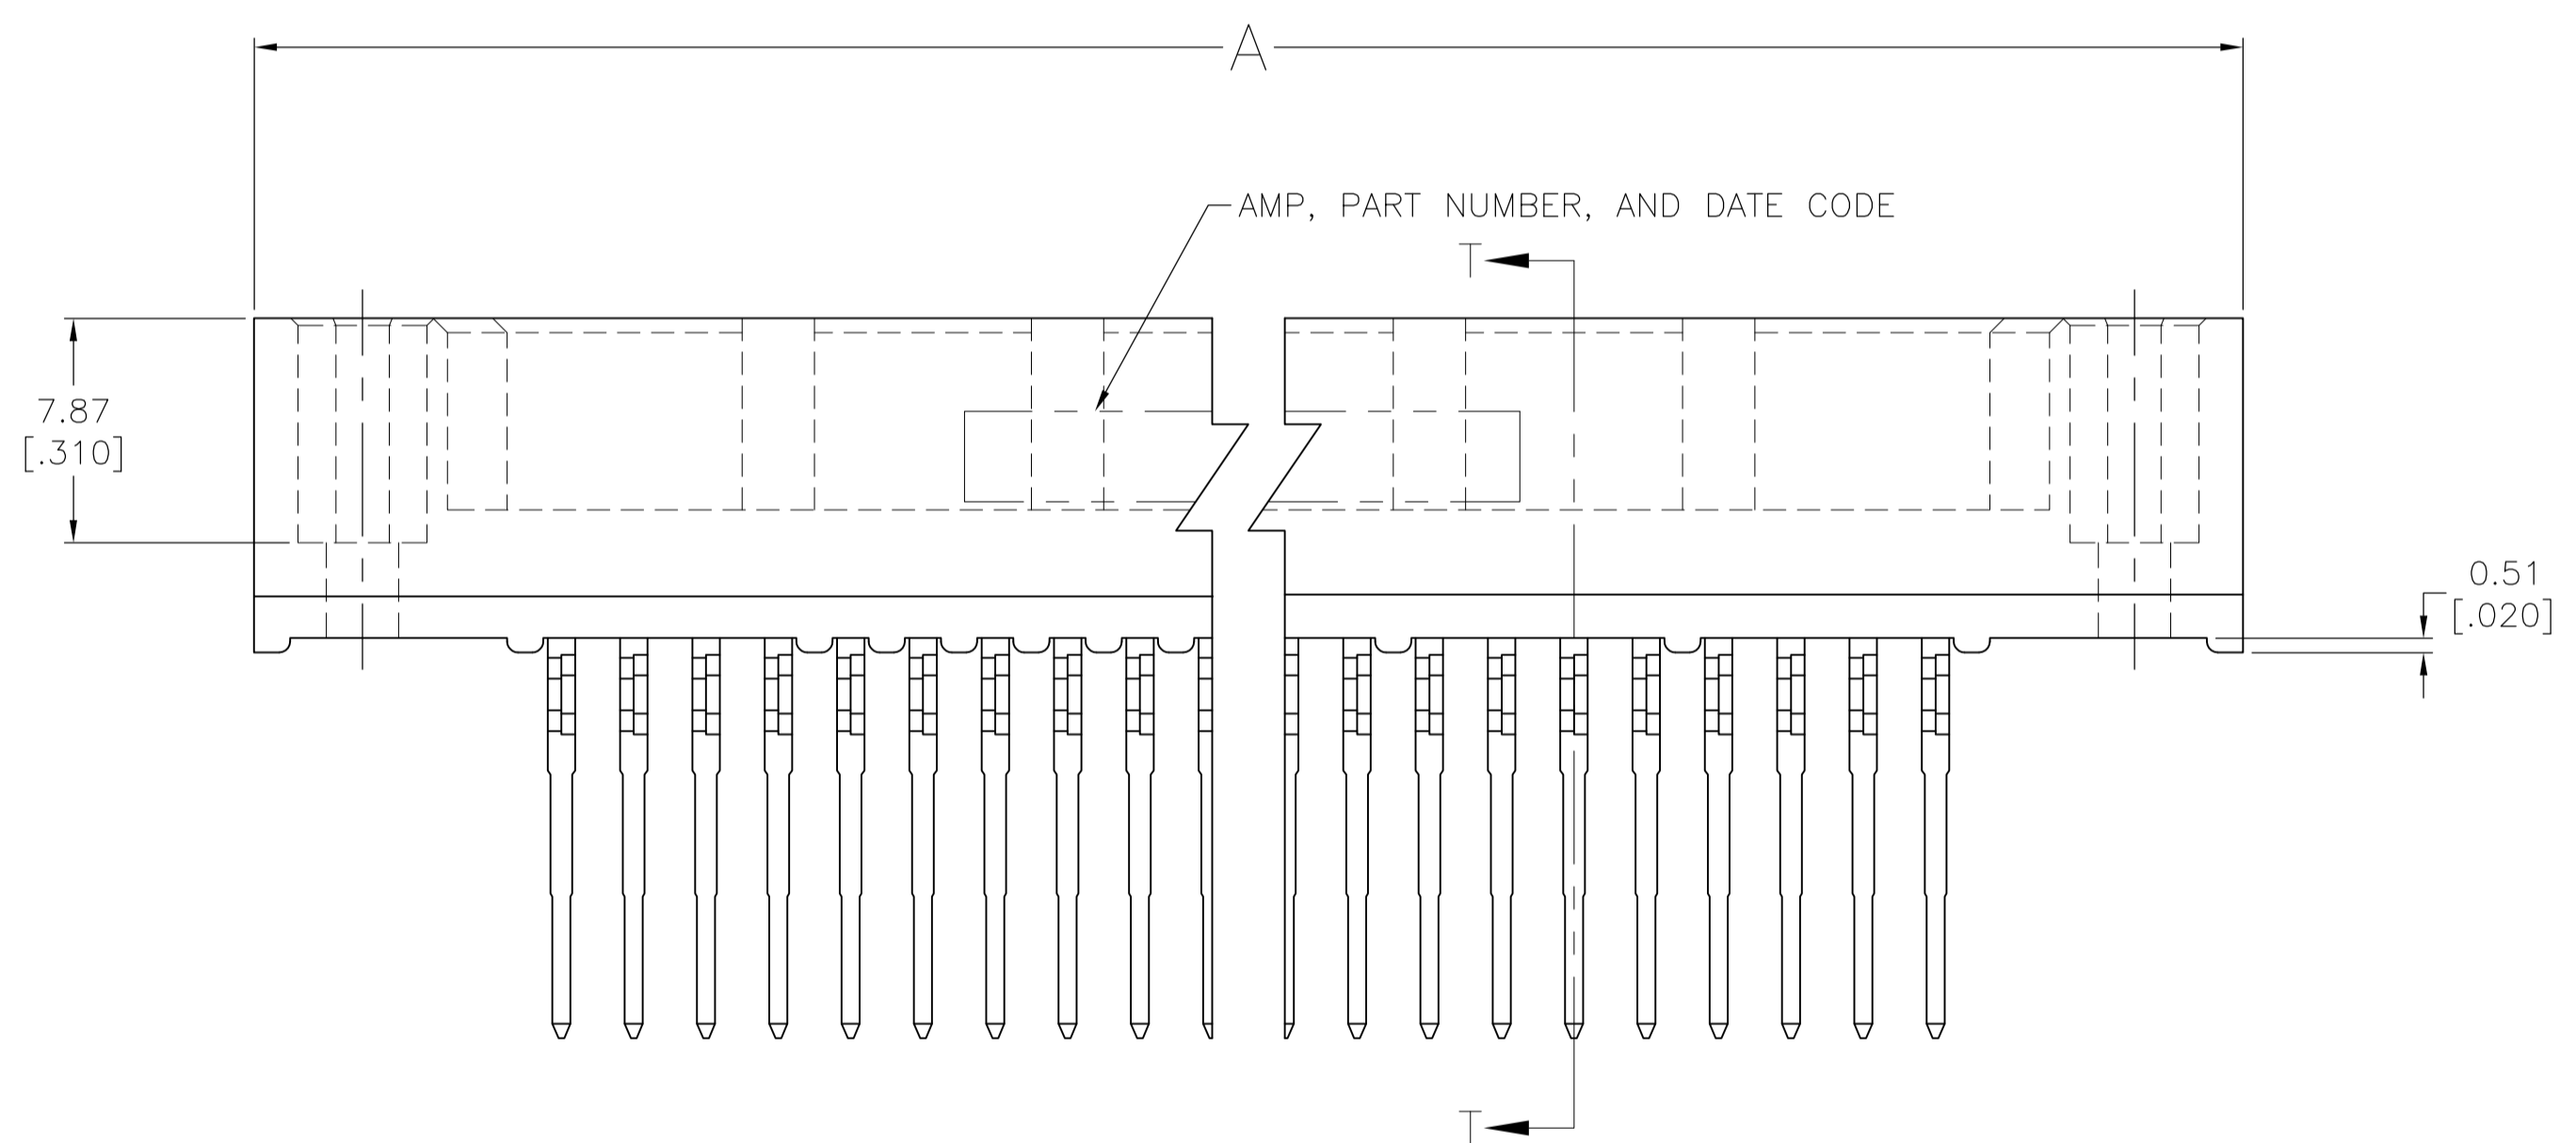 A
AMP, PART NUMBER, AND DATE CODE
T
7.87
[.310]
0.51
[.020]
T